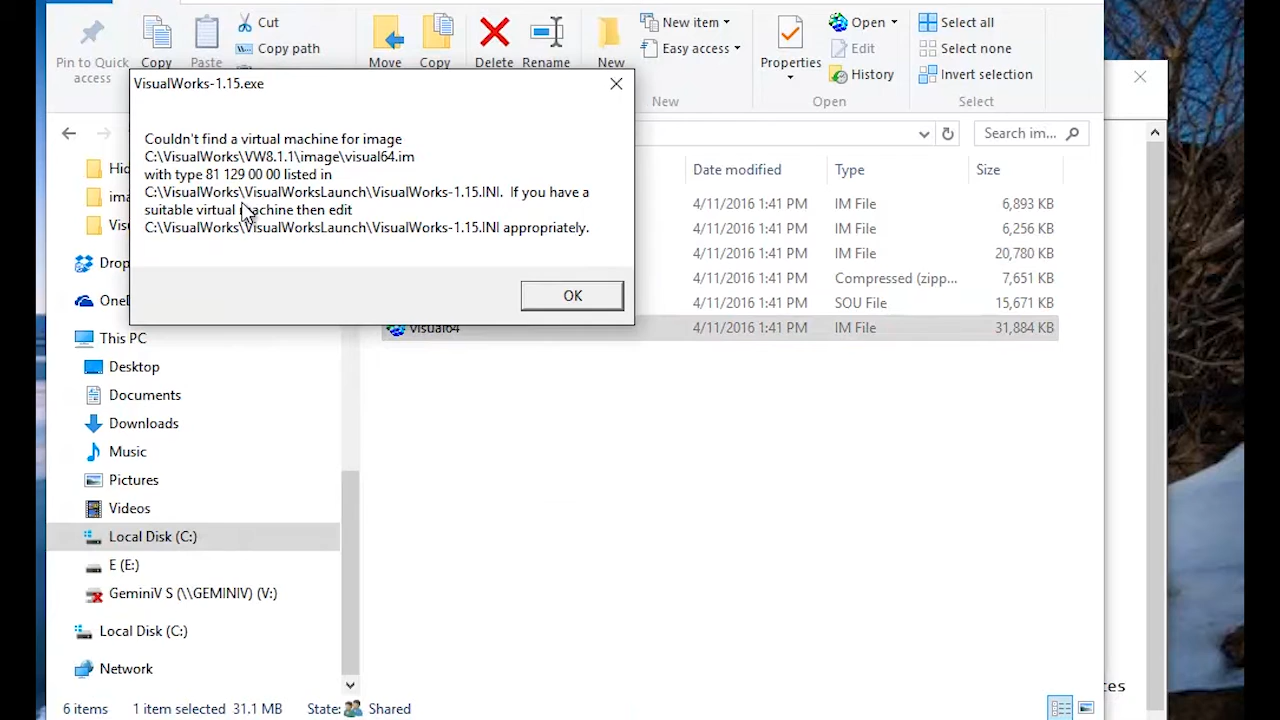 Cut
Copy path
Pin to Quick
access
Copy
Paste
Move
Copy
Delete
Rename
New
New item
Easy access
New
Properties
Open
Edit
History
Open
Select all
Select none
Invert selection
Select
VisualWorks-1.15.exe
Couldn't find a virtual machine for image
C:\VisualWorks\VW8.1.1\image\visual64.im
with type 81 129 00 00 listed in
C:\VisualWorks\VisualWorksLaunch\VisualWorks-1.15.INI. If you have a
suitable virtual machine then edit
C:\VisualWorks\VisualWorksLaunch\VisualWorks-1.15.INI appropriately.
OK
Search im...
Date modified Type Size
4/11/2016 1:41 PM IM File 6,893 KB
4/11/2016 1:41 PM IM File 6,256 KB
4/11/2016 1:41 PM IM File 20,780 KB
4/11/2016 1:41 PM Compressed (zipp... 7,651 KB
4/11/2016 1:41 PM SOU File 15,671 KB
visual64 4/11/2016 1:41 PM IM File 31,884 KB
Hid
ima
Visu
Drop
OneD
This PC
Desktop
Documents
Downloads
Music
Pictures
Videos
Local Disk (C:)
E (E:)
GeminiV S (\\GEMINIV) (V:)
Local Disk (C:)
Network
6 items 1 item selected 31.1 MB State: Shared
ces